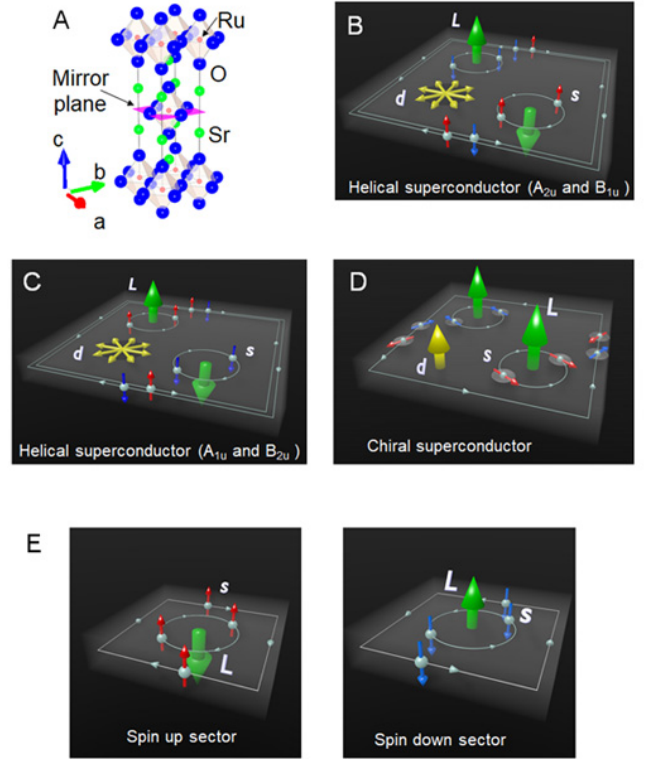 A
Ru
O
Mirror
plane
Sr
c
b
a
B
L
d
s
Helical superconductor (A2u and B1u )
C
L
d
s
Helical superconductor (A1u and B2u )
D
L
d
s
Chiral superconductor
E
s
L
Spin up sector
L
s
Spin down sector